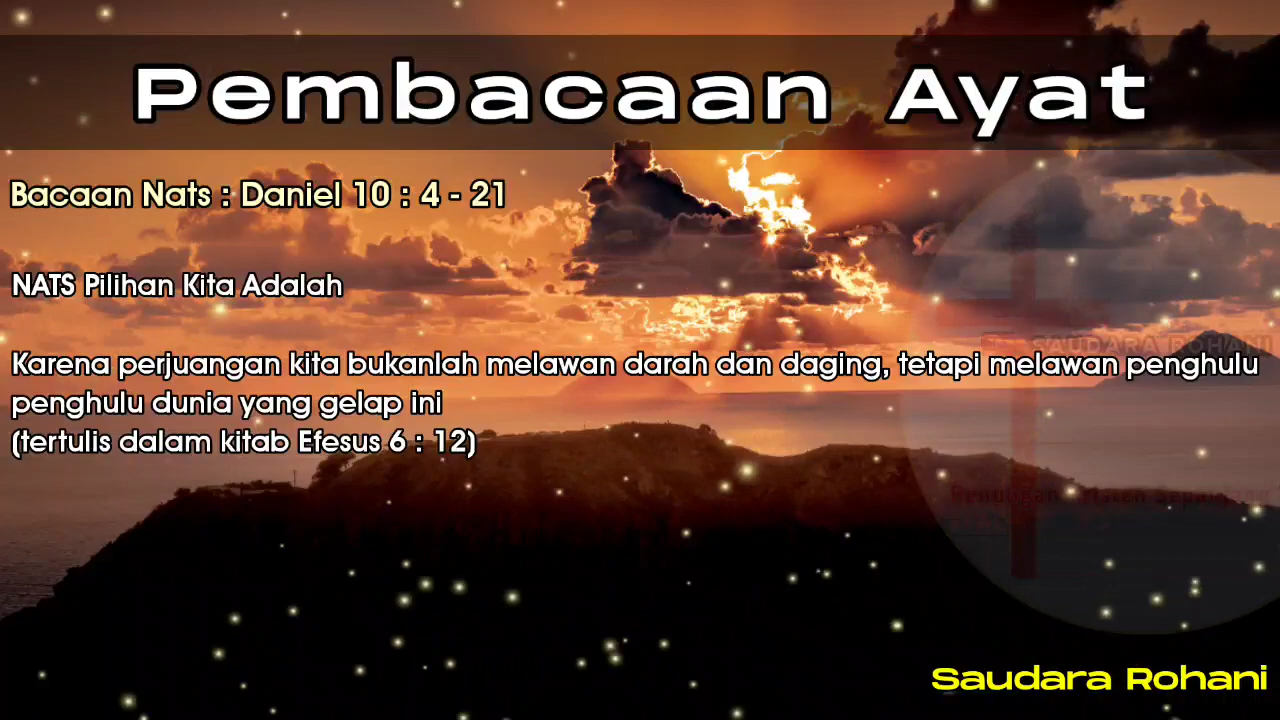 Pembacaan Ayat
Bacaan Nats : Daniel 10 : 4 - 21
NATS Pilihan Kita Adalah
SAUDARA ROHANI
Karena perjuangan kita bukanlah melawan darah dan daging, tetapi melawan penghulu
penghulu dunia yang gelap ini
(tertulis dalam kitab Efesus 6 : 12)
Saudara Rohani